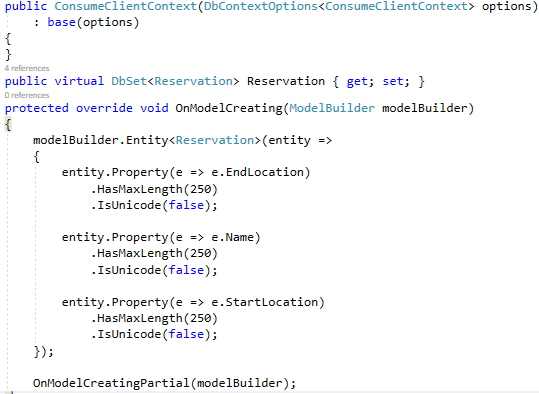 public ConsumeClientContext(DbContextOptions<ConsumeClientContext> options)
    : base(options)
{
}
4 references
public virtual DbSet<Reservation> Reservation { get; set; }
0 references
protected override void OnModelCreating(ModelBuilder modelBuilder)
{
    modelBuilder.Entity<Reservation>(entity =>
    {
        entity.Property(e => e.EndLocation)
            .HasMaxLength(250)
            .IsUnicode(false);

        entity.Property(e => e.Name)
            .HasMaxLength(250)
            .IsUnicode(false);

        entity.Property(e => e.StartLocation)
            .HasMaxLength(250)
            .IsUnicode(false);
    });

    OnModelCreatingPartial(modelBuilder);